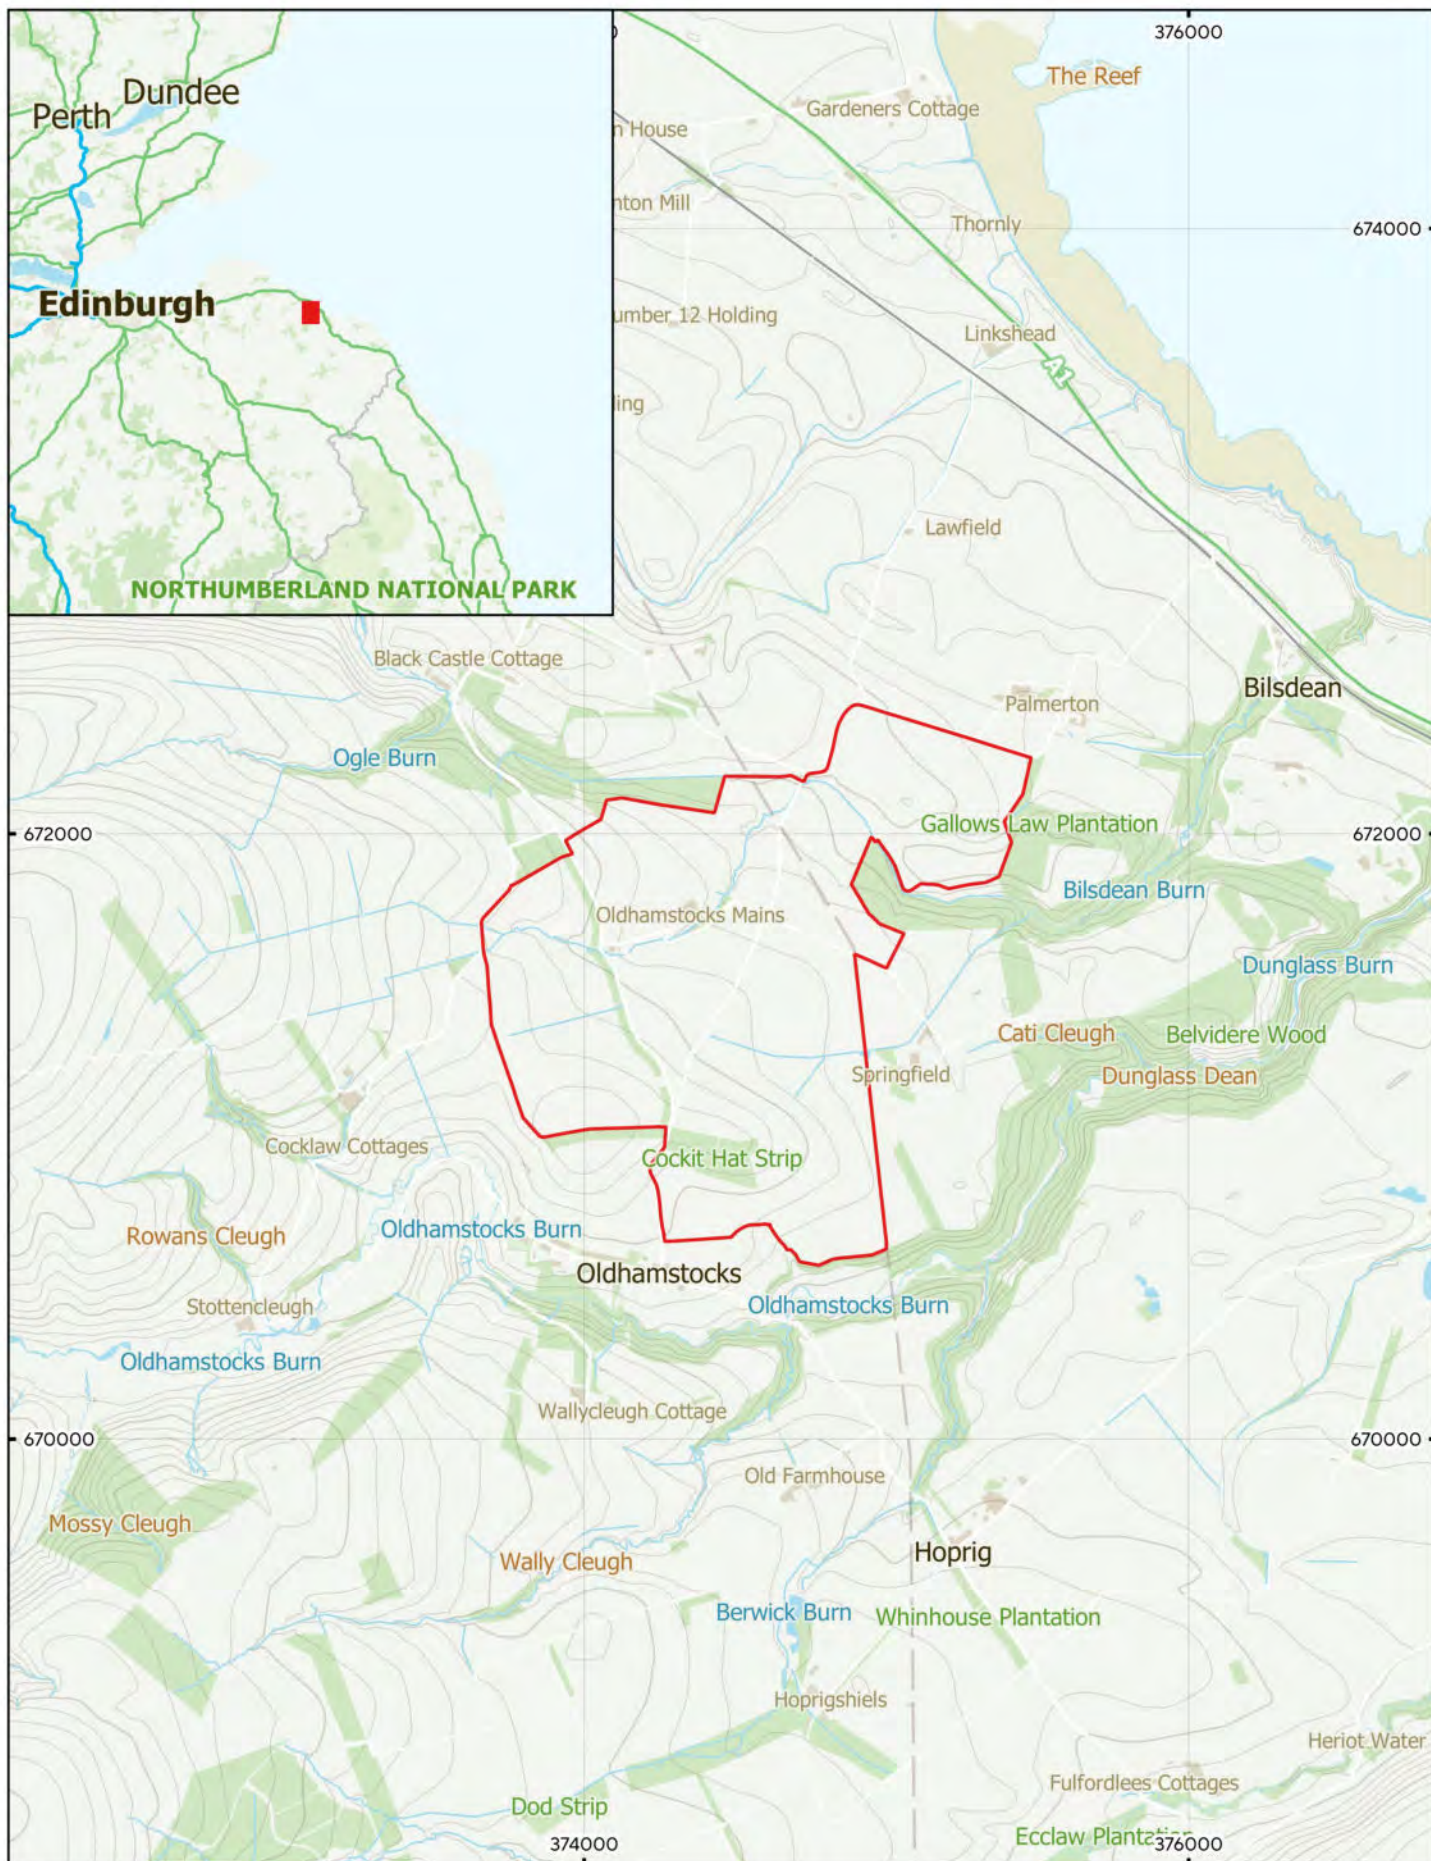 376000
The Reef
Dundee
Perth
Gardeners Cottage
n House
nton Mill
Thornly
674000
Edinburgh
umber 12 Holding
Linkshead
A1
ling
Lawfield
NORTHUMBERLAND NATIONAL PARK
Black Castle Cottage
Bilsdean
Palmerton
Ogle Burn
672000
Gallows Law Plantation
672000
Bilsdean Burn
Oldhamstocks Mains
Dunglass Burn
Cati Cleugh
Belvidere Wood
Springfield
Dunglass Dean
Cocklaw Cottages
Cockit Hat Strip
Rowans Cleugh
Oldhamstocks Burn
Oldhamstocks
Stottencleugh
Oldhamstocks Burn
Oldhamstocks Burn
Wallycleugh Cottage
670000
670000
Old Farmhouse
Mossy Cleugh
Hoprig
Wally Cleugh
Berwick Burn
Whinhouse Plantation
Hoprigshiels
Heriot Water
Fulfordlees Cottages
Dod Strip
Ecclaw Plantation
374000
376000